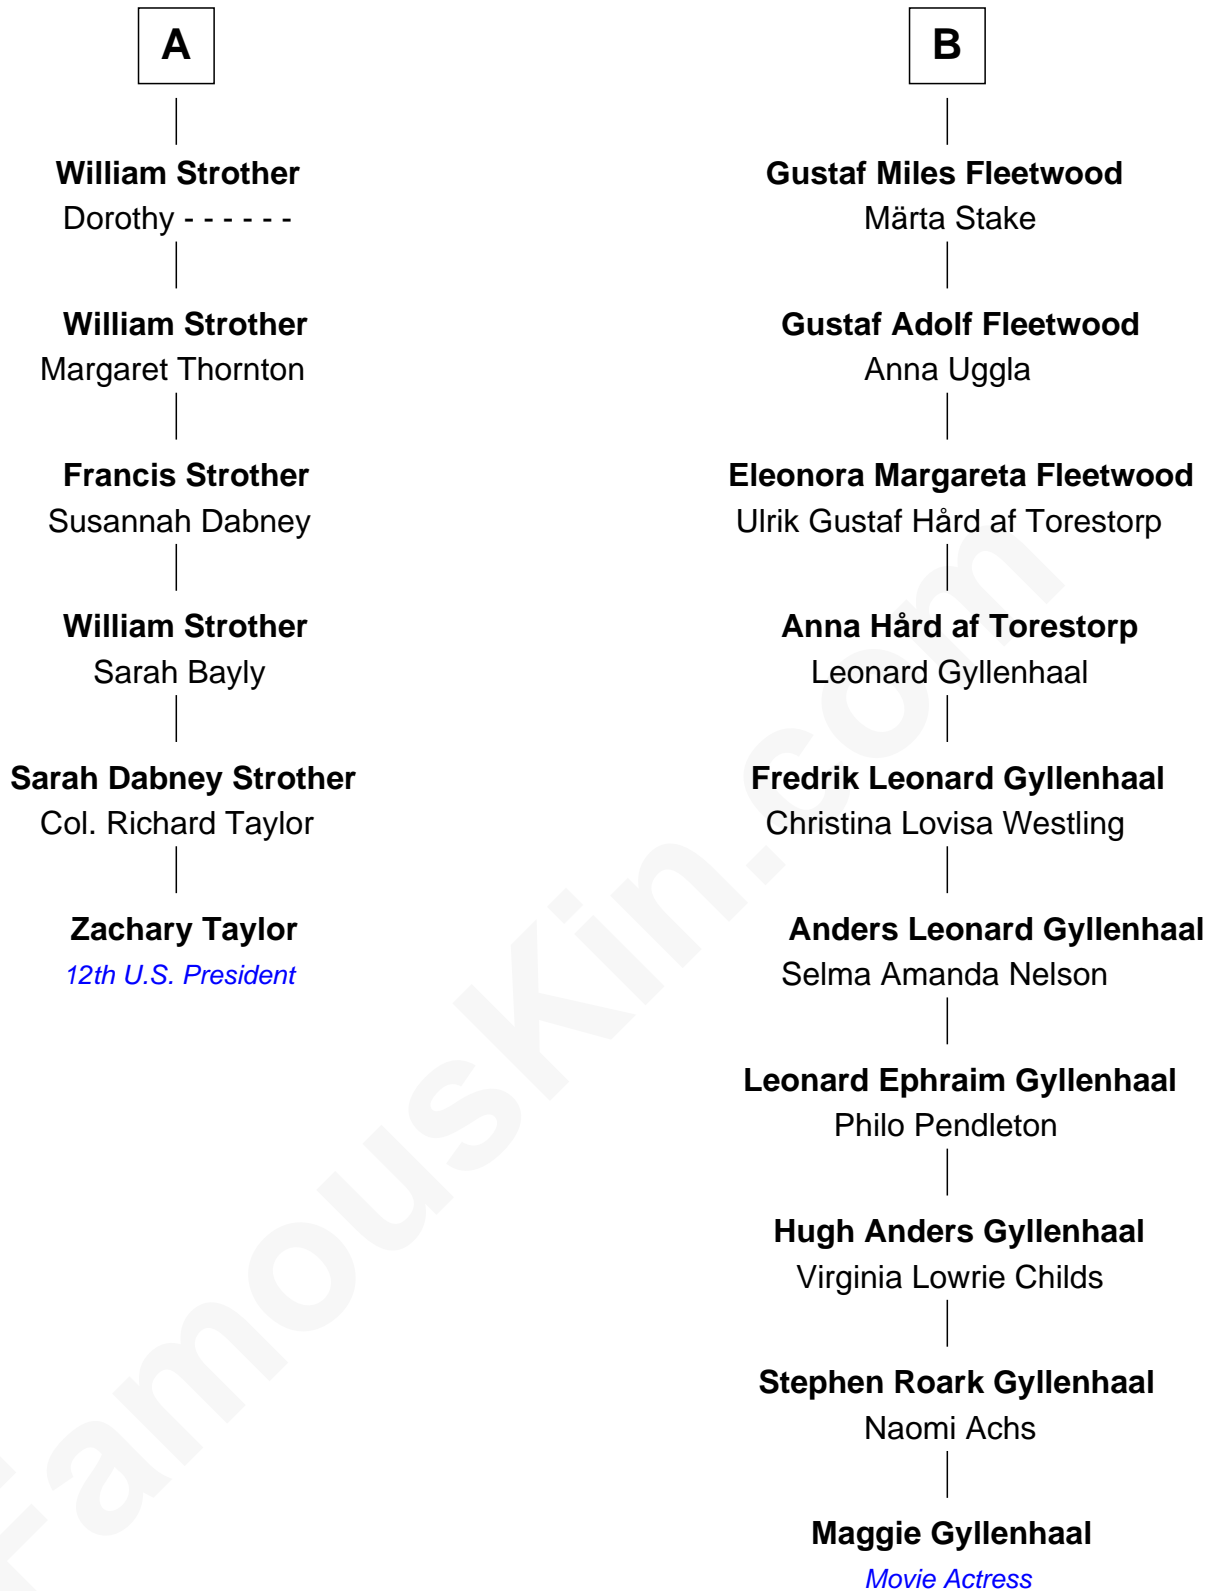 A
William Strother
Dorothy - - - - - -
William Strother
Margaret Thornton
Francis Strother
Susannah Dabney
William Strother
Sarah Bayly
Sarah Dabney Strother
Col. Richard Taylor
Zachary Taylor
12th U.S. President
B
Gustaf Miles Fleetwood
Märta Stake
Gustaf Adolf Fleetwood
Anna Uggla
Eleonora Margareta Fleetwood
Ulrik Gustaf Hård af Torestorp
Anna Hård af Torestorp
Leonard Gyllenhaal
Fredrik Leonard Gyllenhaal
Christina Lovisa Westling
Anders Leonard Gyllenhaal
Selma Amanda Nelson
Leonard Ephraim Gyllenhaal
Philo Pendleton
Hugh Anders Gyllenhaal
Virginia Lowrie Childs
Stephen Roark Gyllenhaal
Naomi Achs
Maggie Gyllenhaal
Movie Actress
FamousKin.com